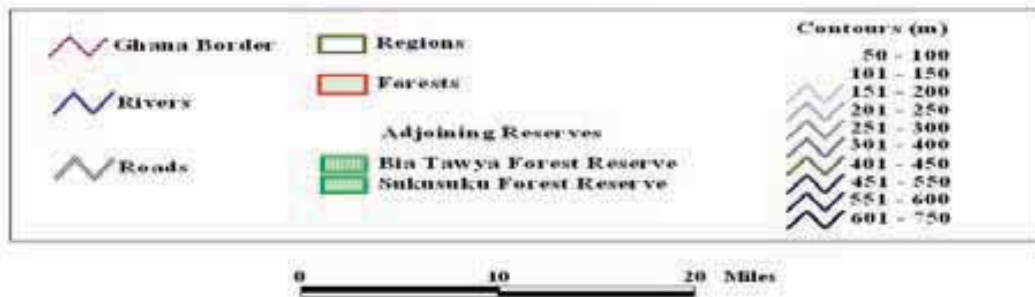 Ghana Border
Rivers
Roads
Regions
Forests
Adjoining Reserves
Bia Tawya Forest Reserve
Sukusuku Forest Reserve
Contours (m)
50 - 100
101 - 150
151 - 200
201 - 250
251 - 300
301 - 400
401 - 450
451 - 550
551 - 600
601 - 750
0 10 20 Miles